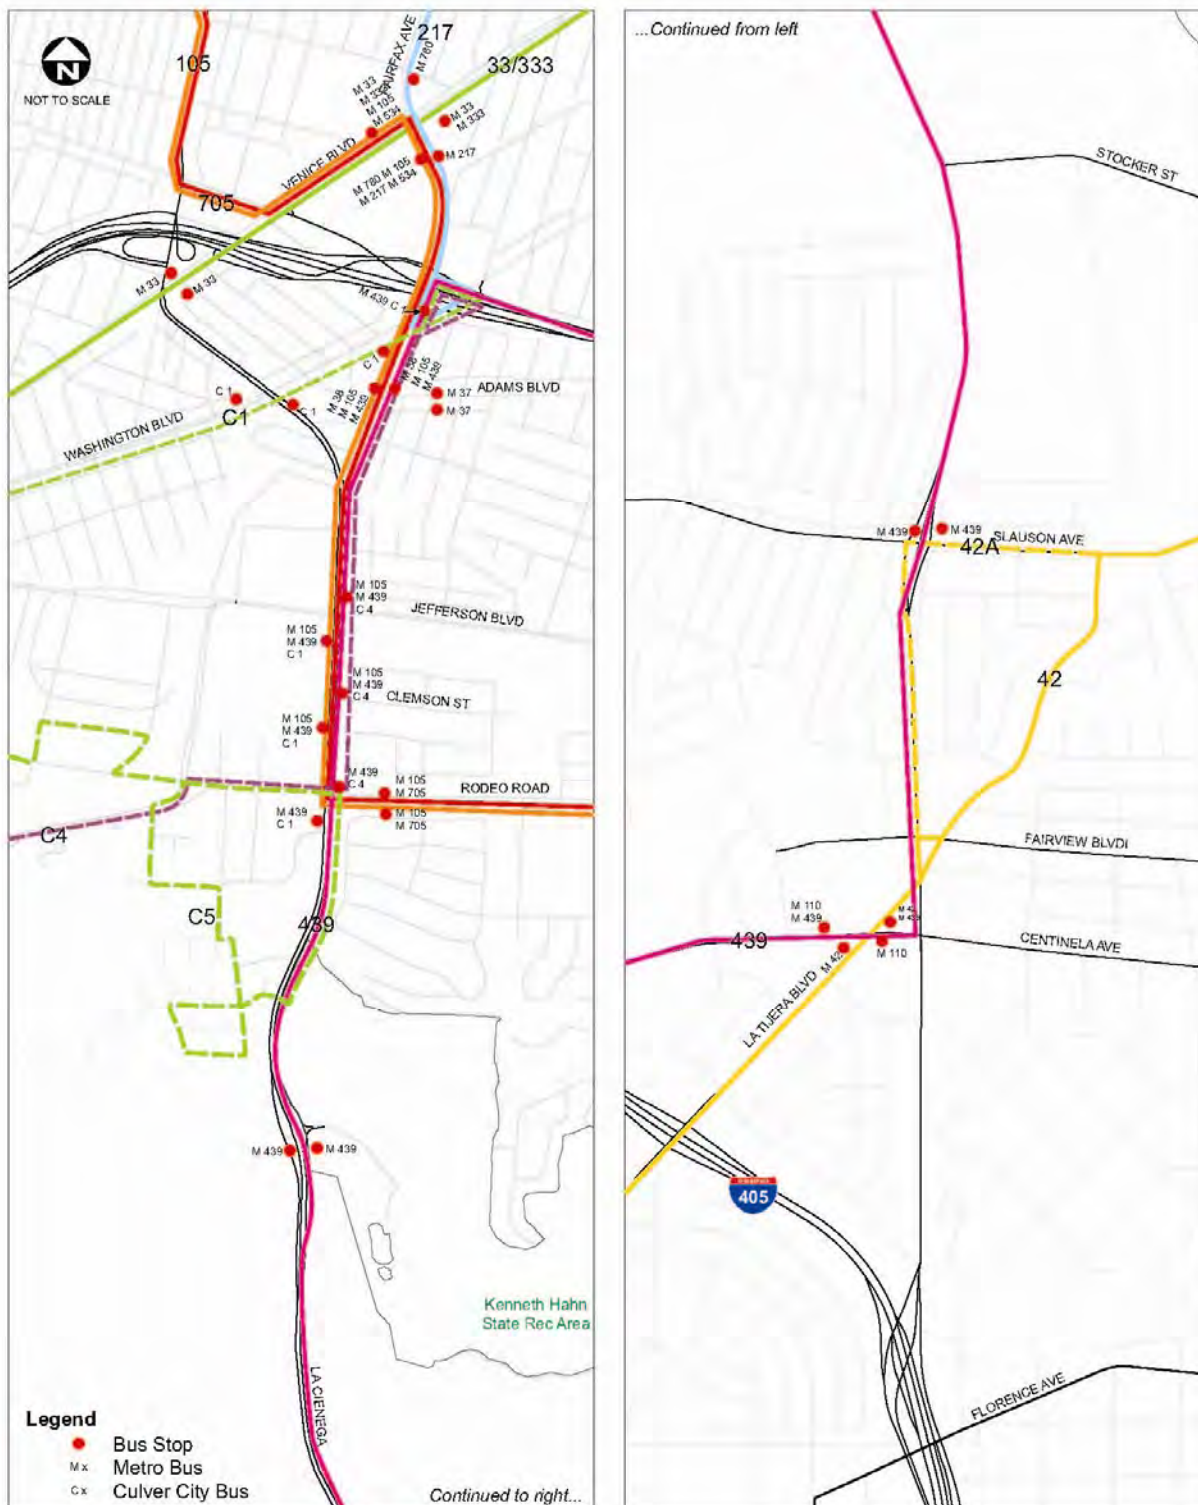 217
105
FAIRFAX AVE
M 780
33/333
N
NOT TO SCALE
M 33
M 105
M 534
M 33
M 333
VENICE BLVD
M 217
M 780 M 105
M 217 M 534
705
M 33
M 33
M 439
C 1
M 38
M 105
M 439
M 38
M 105
M 439
ADAMS BLVD
M 37
M 37
C 1
C1
C 1
WASHINGTON BLVD
M 105
M 439
C 4
JEFFERSON BLVD
M 105
M 439
C 1
M 105
M 439
C 4
CLEMSON ST
M 105
M 439
C 1
M 439
C 4
M 105
M 705
RODEO ROAD
M 439
C 1
M 105
M 705
C4
C5
439
M 439
M 439
Kenneth Hahn
State Rec Area
LA CIENEGA
Legend
Bus Stop
Mx Metro Bus
Cx Culver City Bus
Continued to right...
...Continued from left
STOCKER ST
M 439
M 439
SLAUSON AVE
42A
42
FAIRVIEW BLVDI
M 110
M 439
439
CENTINELA AVE
M 42
M 110
LA TIJERA BLVD
405
FLORENCE AVE